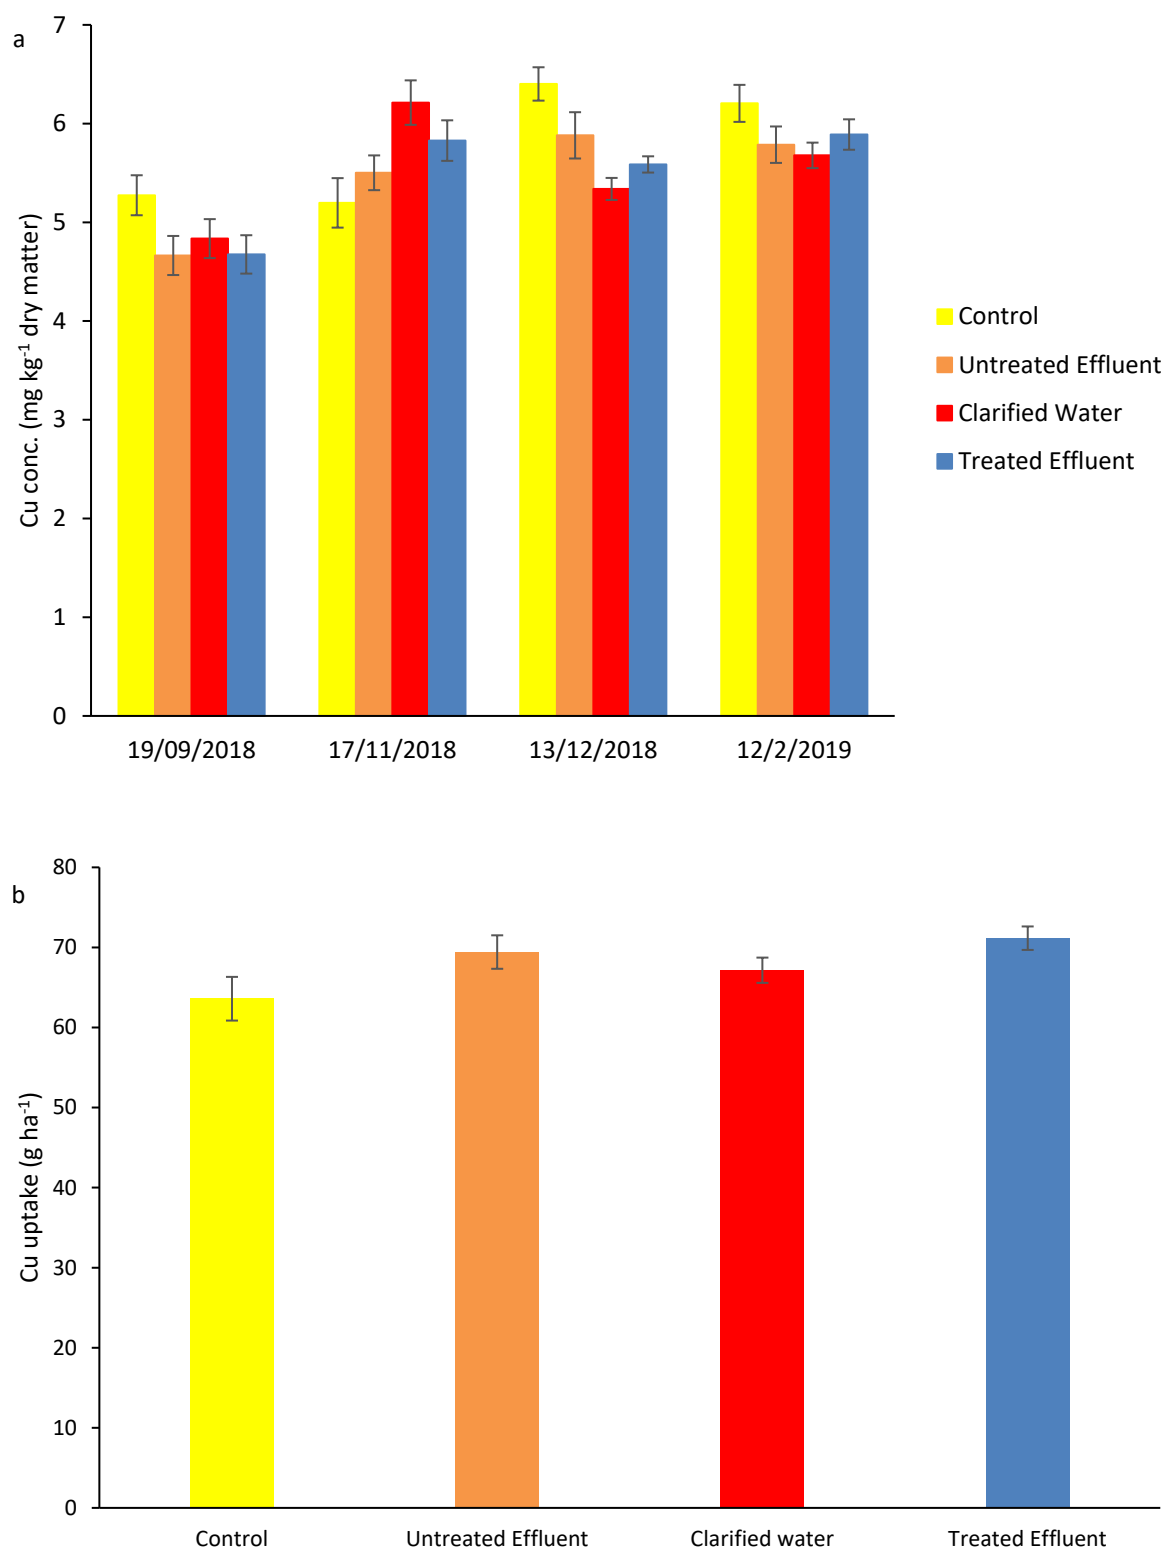 a
Cu conc. (mg kg⁻¹ dry matter)
7
6
5
4
3
2
1
0
19/09/2018 17/11/2018 13/12/2018 12/2/2019
Control
Untreated Effluent
Clarified Water
Treated Effluent
b
Cu uptake (g ha⁻¹)
80
70
60
50
40
30
20
10
0
Control Untreated Effluent Clarified water Treated Effluent